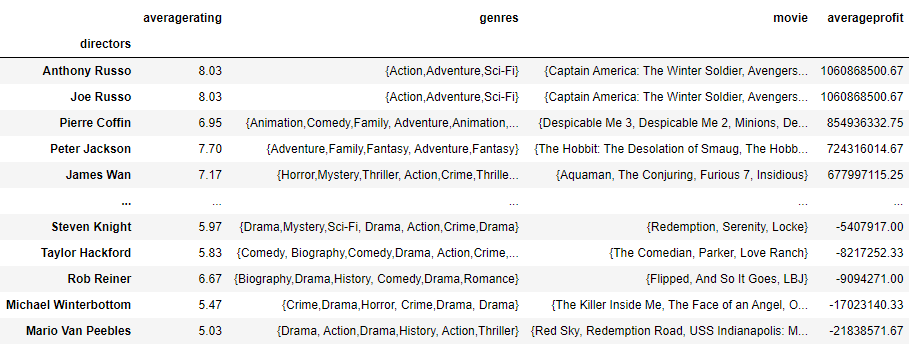 averagerating genres movie averageprofit
directors
Anthony Russo 8.03 {Action,Adventure,Sci-Fi} {Captain America: The Winter Soldier, Avengers... 1060868500.67
Joe Russo 8.03 {Action,Adventure,Sci-Fi} {Captain America: The Winter Soldier, Avengers... 1060868500.67
Pierre Coffin 6.95 {Animation,Comedy,Family, Adventure,Animation,... {Despicable Me 3, Despicable Me 2, Minions, De... 854936332.75
Peter Jackson 7.70 {Adventure,Family,Fantasy, Adventure,Fantasy} {The Hobbit: The Desolation of Smaug, The Hobb... 724316014.67
James Wan 7.17 {Horror,Mystery,Thriller, Action,Crime,Thrille... {Aquaman, The Conjuring, Furious 7, Insidious} 677997115.25
... ... ... ... ...
Steven Knight 5.97 {Drama,Mystery,Sci-Fi, Drama, Action,Crime,Drama} {Redemption, Serenity, Locke} -5407917.00
Taylor Hackford 5.83 {Comedy, Biography,Comedy,Drama, Action,Crime,... {The Comedian, Parker, Love Ranch} -8217252.33
Rob Reiner 6.67 {Biography,Drama,History, Comedy,Drama,Romance} {Flipped, And So It Goes, LBJ} -9094271.00
Michael Winterbottom 5.47 {Crime,Drama,Horror, Crime,Drama, Drama} {The Killer Inside Me, The Face of an Angel, O... -17023140.33
Mario Van Peebles 5.03 {Drama, Action,Drama,History, Action,Thriller} {Red Sky, Redemption Road, USS Indianapolis: M... -21838571.67